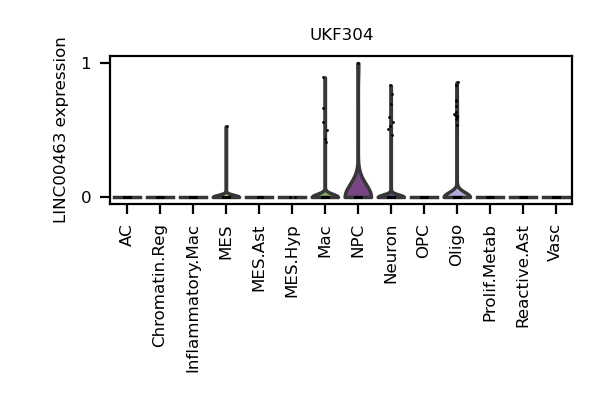 UKF304
LINC00463 expression
1
0
AC
Chromatin.Reg
Inflammatory.Mac
MES
MES.Ast
MES.Hyp
Mac
NPC
Neuron
OPC
Oligo
Prolif.Metab
Reactive.Ast
Vasc